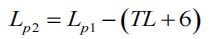 L_{p2} = L_{p1} − (TL + 6)